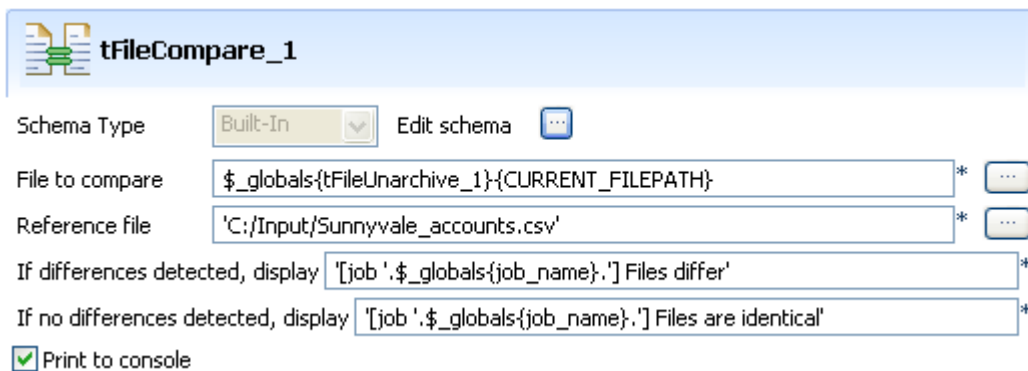 tFileCompare_1
Schema Type Built-In Edit schema ...
File to compare $_globals{tFileUnarchive_1}{CURRENT_FILEPATH} * ...
Reference file 'C:/Input/Sunnyvale_accounts.csv' * ...
If differences detected, display '[job '.$_globals{job_name}.'] Files differ' *
If no differences detected, display '[job '.$_globals{job_name}.'] Files are identical' *
Print to console